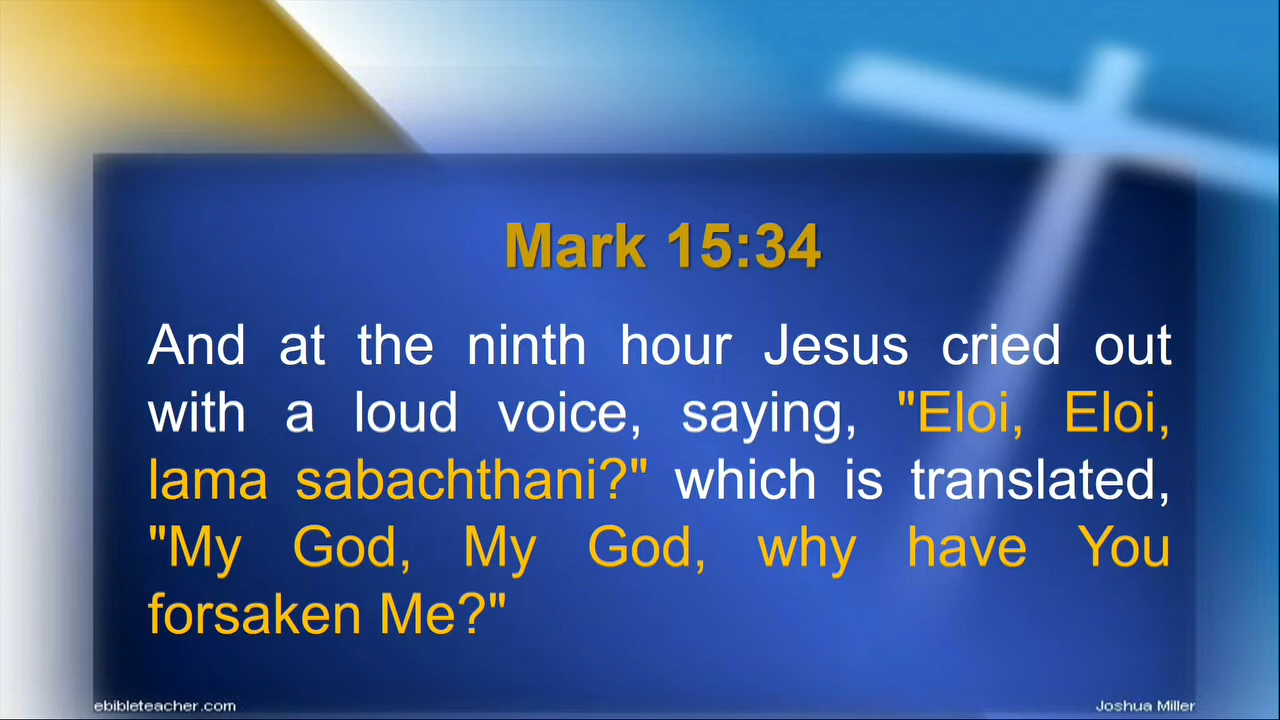 Mark 15:34
And at the ninth hour Jesus cried out
with a loud voice, saying, "Eloi, Eloi,
lama sabachthani?" which is translated,
"My God, My God, why have You
forsaken Me?"
ebibleteacher.com
Joshua Miller